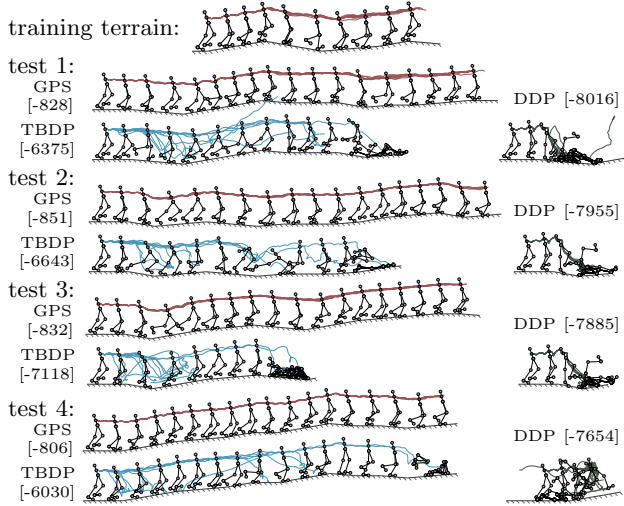 training terrain:
test 1:
GPS
[-828]
DDP [-8016]
TBDP
[-6375]
test 2:
GPS
[-851]
DDP [-7955]
TBDP
[-6643]
test 3:
GPS
[-832]
DDP [-7885]
TBDP
[-7118]
test 4:
GPS
[-806]
DDP [-7654]
TBDP
[-6030]